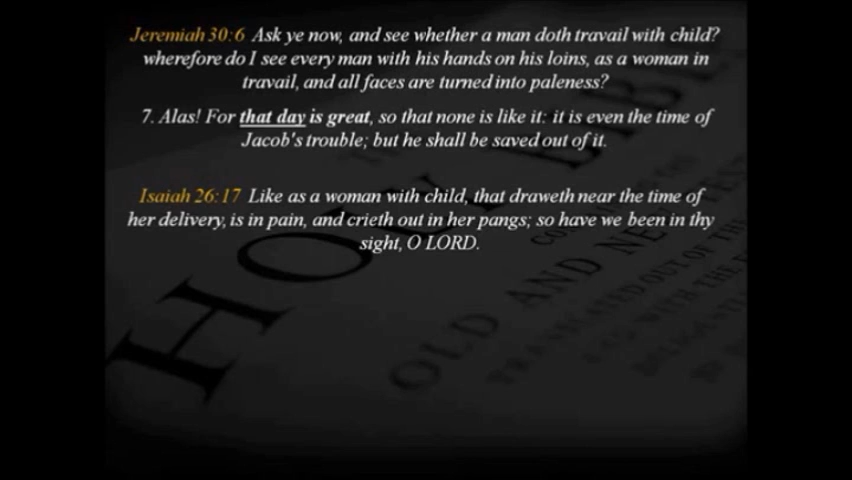 Jeremiah 30:6 Ask ye now, and see whether a man doth travail with child?
wherefore do I see every man with his hands on his loins, as a woman in
travail, and all faces are turned into paleness?
7. Alas! For that day is great, so that none is like it: it is even the time of
Jacob's trouble; but he shall be saved out of it.
Isaiah 26:17 Like as a woman with child, that draweth near the time of
her delivery, is in pain, and crieth out in her pangs; so have we been in thy
sight, O LORD.
HOLY BIBLE
OLD AND NEW
TRANSLATED OUT OF THE